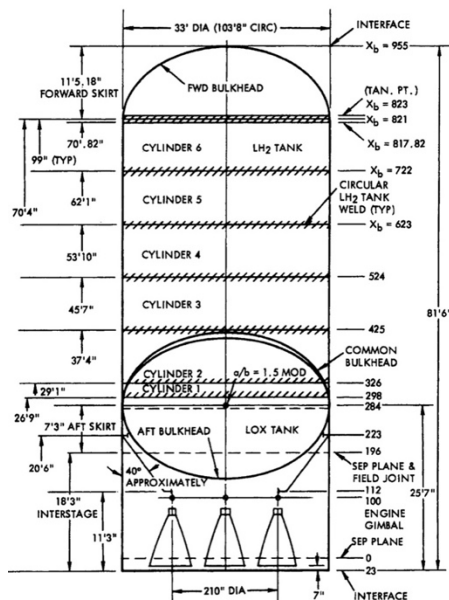 33' DIA (103'8" CIRC)
INTERFACE
Xb = 955
11'5.18"
FORWARD SKIRT
FWD BULKHEAD
(TAN. PT.)
Xb = 823
Xb = 821
Xb = 817.82
70'.82"
99" (TYP)
CYLINDER 6
LH2 TANK
Xb = 722
70'4"
62'1"
CYLINDER 5
CIRCULAR
LH2 TANK
WELD (TYP)
Xb = 623
53'10"
CYLINDER 4
524
45'7"
CYLINDER 3
81'6"
425
37'4"
COMMON
BULKHEAD
CYLINDER 2
a/b = 1.5 MOD
326
29'1"
CYLINDER 1
298
26'9"
284
7'3" AFT SKIRT
AFT BULKHEAD
LOX TANK
223
20'6"
196
40°
APPROXIMATELY
SEP PLANE &
FIELD JOINT
25'7"
18'3"
INTERSTAGE
112
100
ENGINE
GIMBAL
11'3"
SEP PLANE
0
23
210" DIA
7"
INTERFACE